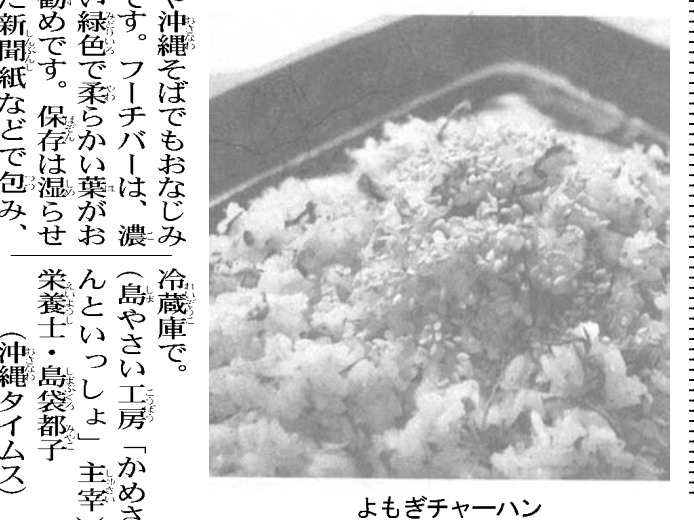 や沖縄そばでもおなじみ
です。フーチバーは、濃
い緑色で柔らかい葉がお
勧めです。保存は湿らせ
た新聞紙などで包み、
冷蔵庫で。
(島やさい工房「かめさ
んといっしょ」主宰)
栄養士・島袋都子
(沖縄タイムス)
よもぎチャーハン